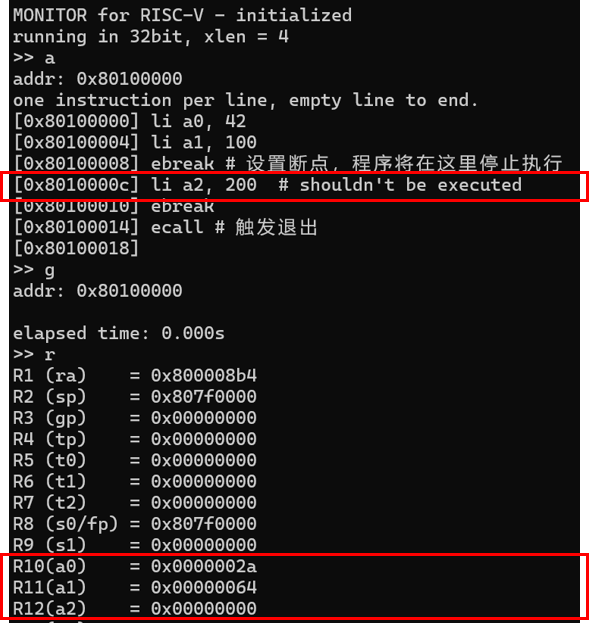 MONITOR for RISC-V - initialized
running in 32bit, xlen = 4
>> a
addr: 0x80100000
one instruction per line, empty line to end.
[0x80100000] li a0, 42
[0x80100004] li a1, 100
[0x80100008] ebreak # 设置断点，程序将在这里停止执行
[0x8010000c] li a2, 200  # shouldn't be executed
[0x80100010] ebreak
[0x80100014] ecall # 触发退出
[0x80100018]
>> g
addr: 0x80100000
elapsed time: 0.000s
>> r
R1 (ra)    = 0x800008b4
R2 (sp)    = 0x807f0000
R3 (gp)    = 0x00000000
R4 (tp)    = 0x00000000
R5 (t0)    = 0x00000000
R6 (t1)    = 0x00000000
R7 (t2)    = 0x00000000
R8 (s0/fp) = 0x807f0000
R9 (s1)    = 0x00000000
R10(a0)    = 0x0000002a
R11(a1)    = 0x00000064
R12(a2)    = 0x00000000